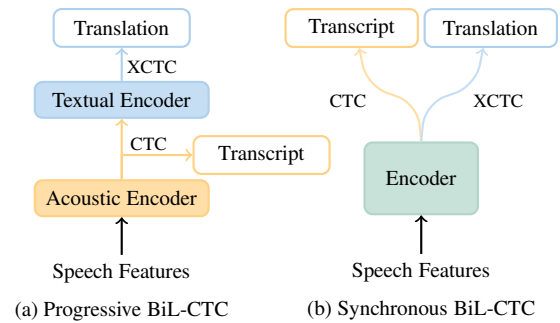 Translation
XCTC
Textual Encoder
CTC
Transcript
Acoustic Encoder
Speech Features
(a) Progressive BiL-CTC
Transcript
Translation
CTC
XCTC
Encoder
Speech Features
(b) Synchronous BiL-CTC